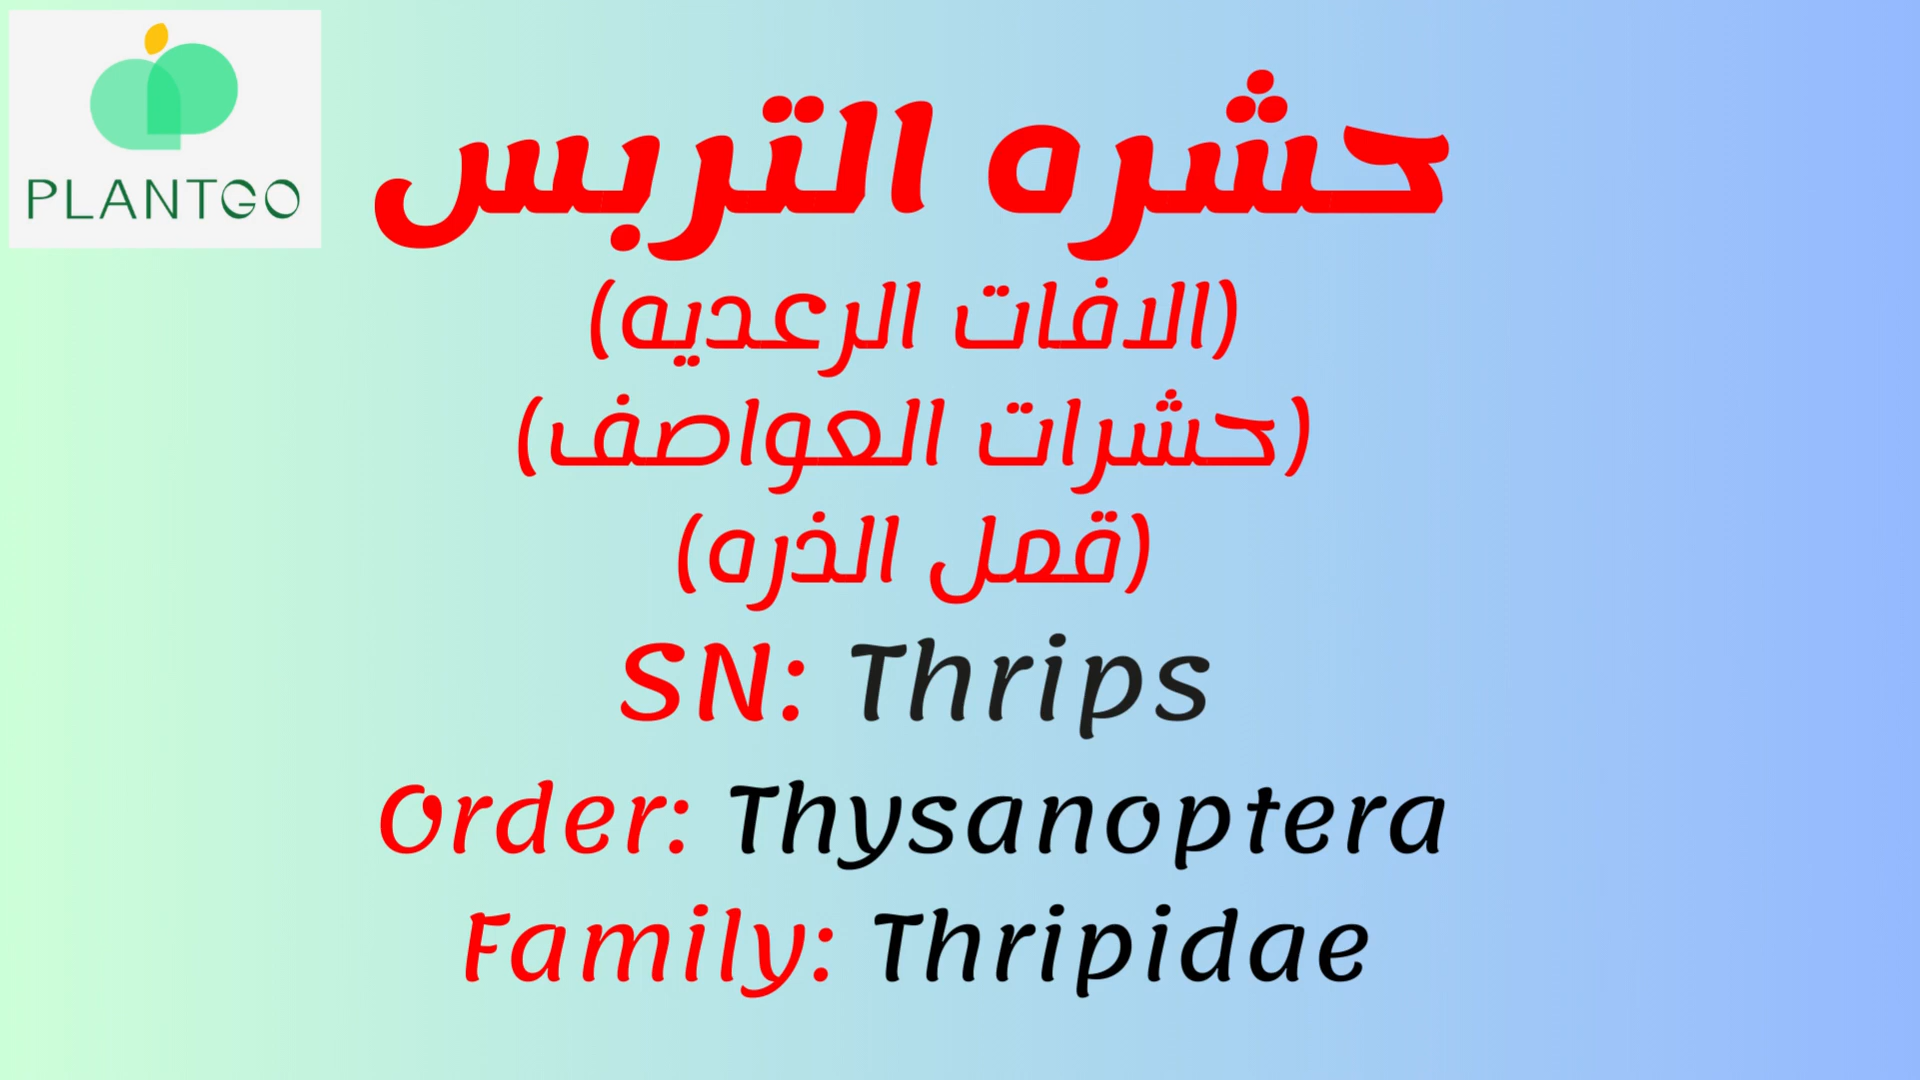 PLANTGO
حشره التربس
(الافات الرعديه)
(حشرات العواصف)
(قمل الذره)
SN: Thrips
Order: Thysanoptera
Family: Thripidae